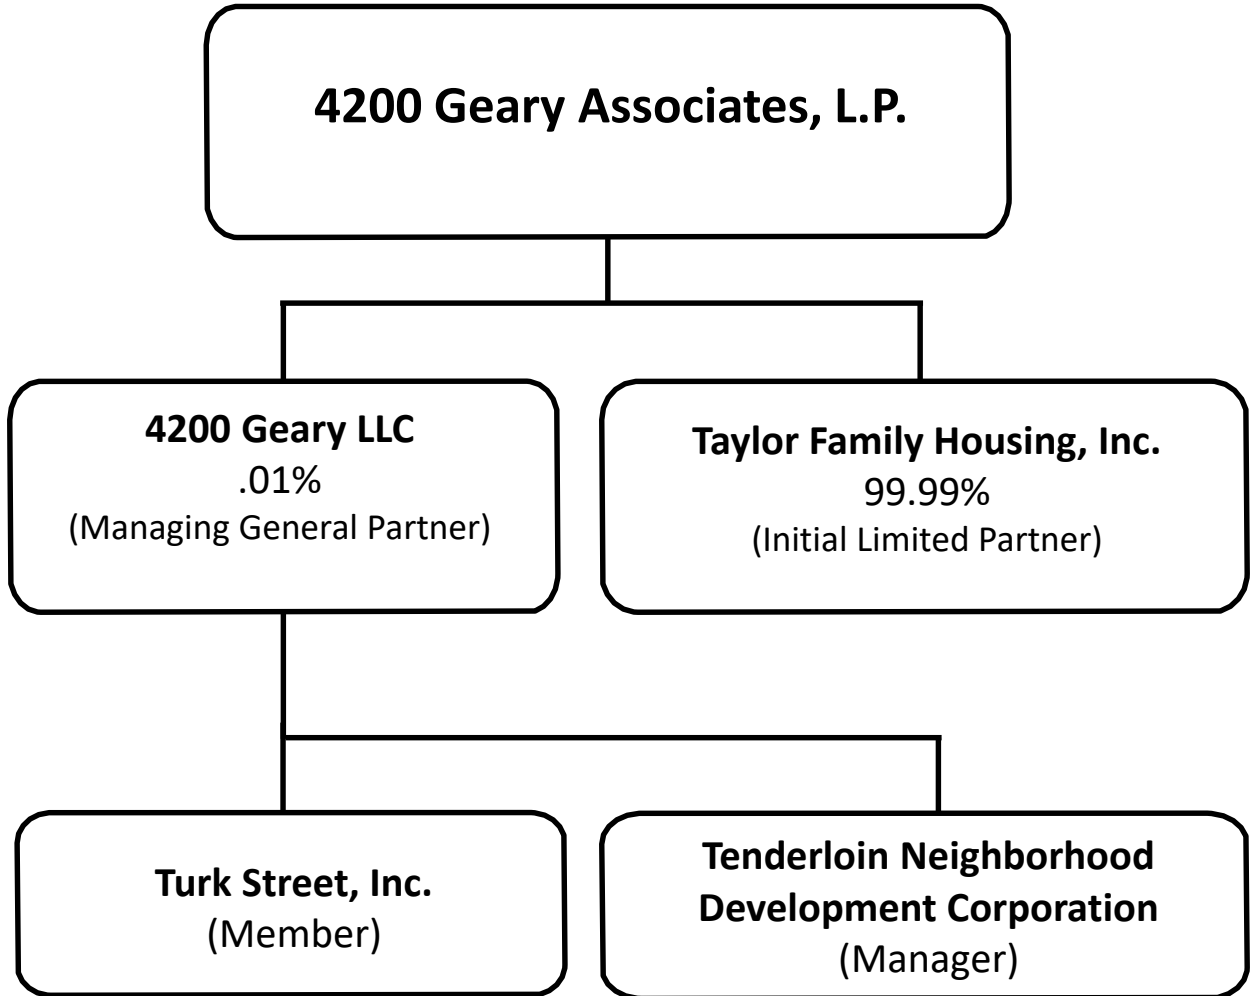 4200 Geary Associates, L.P.
4200 Geary LLC
.01%
(Managing General Partner)
Taylor Family Housing, Inc.
99.99%
(Initial Limited Partner)
Turk Street, Inc.
(Member)
Tenderloin Neighborhood
Development Corporation
(Manager)